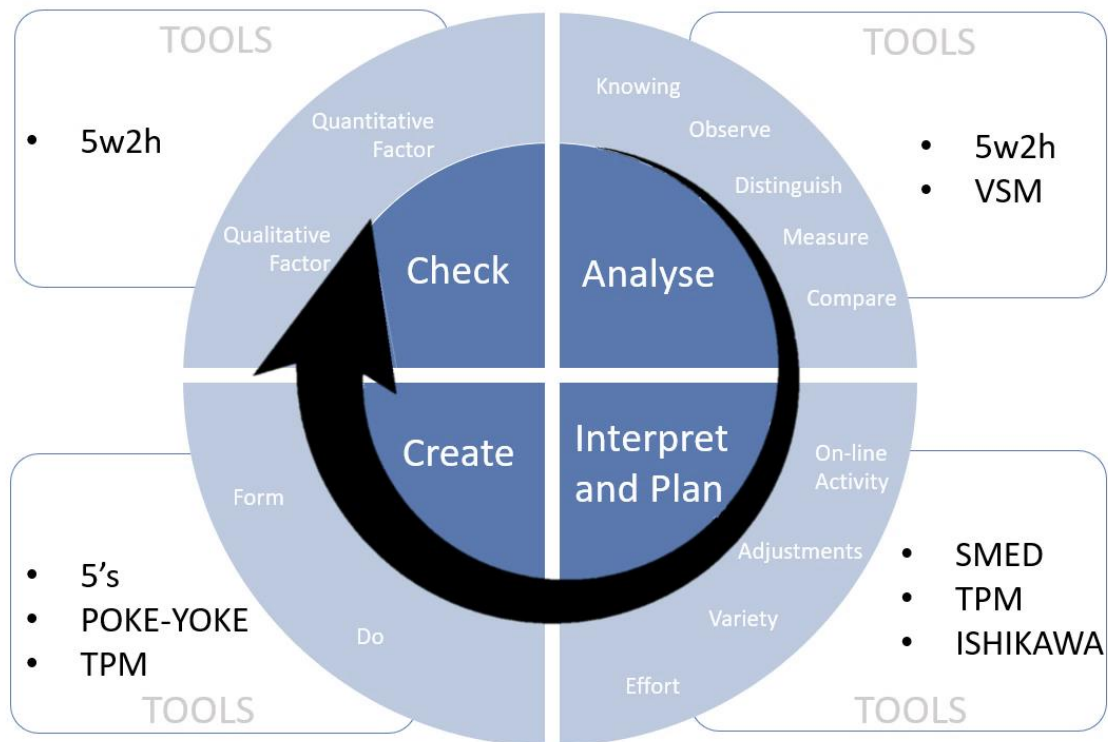 TOOLS
• 5w2h
Quantitative
Factor
Qualitative
Factor
Check
Knowing
Observe
Distinguish
Measure
Compare
Analyse
TOOLS
• 5w2h
• VSM
Create
Form
Do
• 5's
• POKE-YOKE
• TPM
TOOLS
Interpret
and Plan
On-line
Activity
Adjustments
Variety
Effort
• SMED
• TPM
• ISHIKAWA
TOOLS